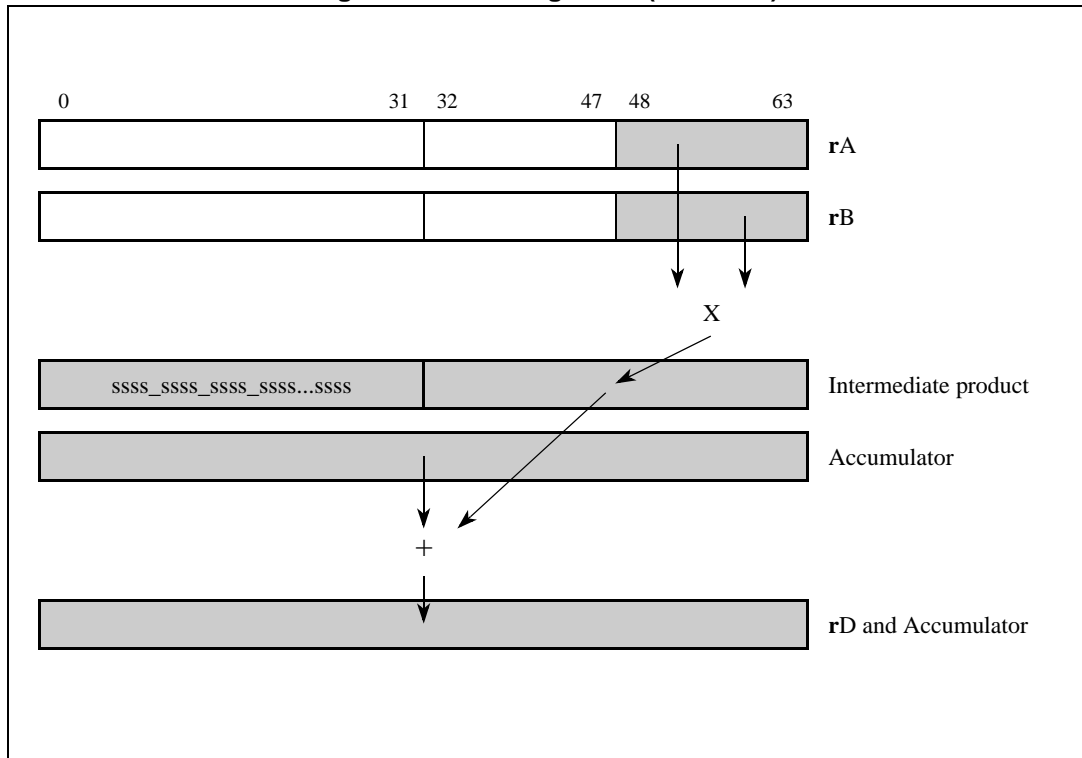 0 31 32 47 48 63
rA
rB
X
ssss_ssss_ssss_ssss...ssss Intermediate product
Accumulator
+
rD and Accumulator